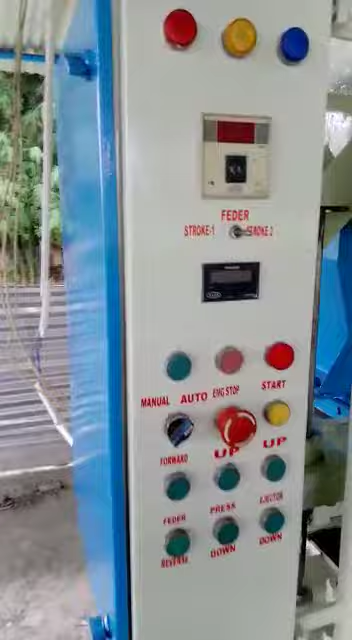 FEDER
STROKE-1 STROKE 2
MANUAL AUTO EMG STOP START
FORWARD UP UP
FEDER PRESS EJECTOR
REVERSE DOWN DOWN